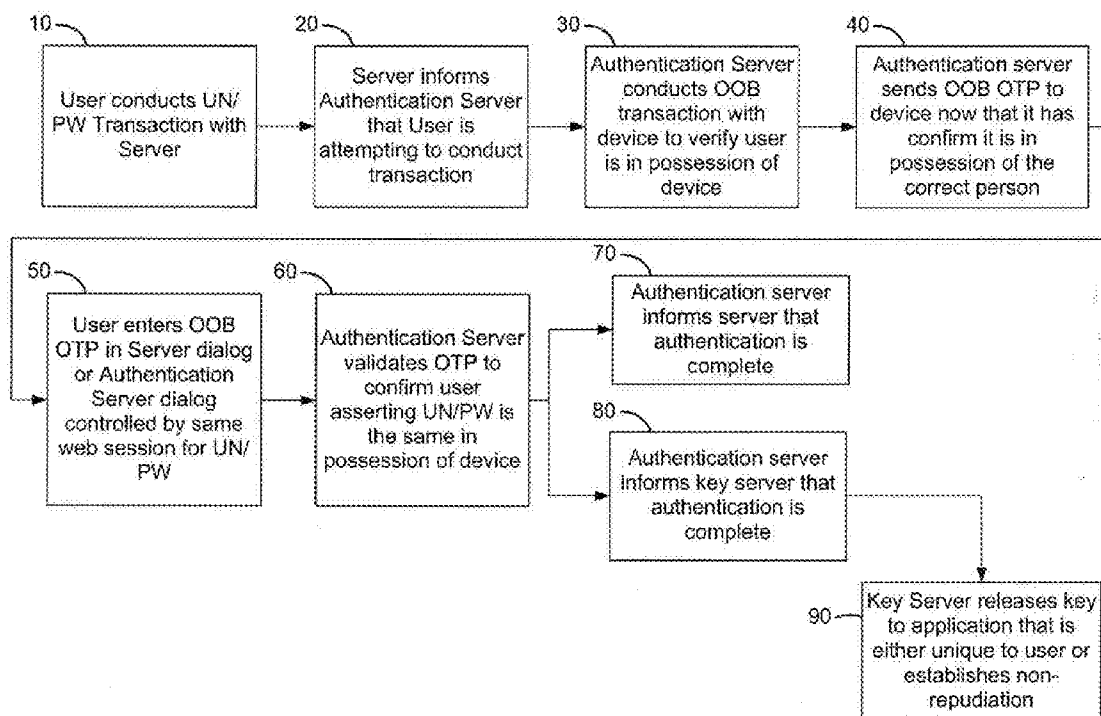 10
User conducts UN/
PW Transaction with
Server
20
Server informs
Authentication Server
that User is
attempting to conduct
transaction
30
Authentication Server
conducts OOB
transaction with
device to verify user
is in possession of
device
40
Authentication server
sends OOB OTP to
device now that it has
confirm it is in
possession of the
correct person
50
User enters OOB
OTP in Server dialog
or Authentication
Server dialog
controlled by same
web session for UN/
PW
60
Authentication Server
validates OTP to
confirm user
asserting UN/PW is
the same in
possession of device
70
Authentication server
informs server that
authentication is
complete
80
Authentication server
informs key server that
authentication is
complete
90
Key Server releases key
to application that is
either unique to user or
establishes non-
repudiation